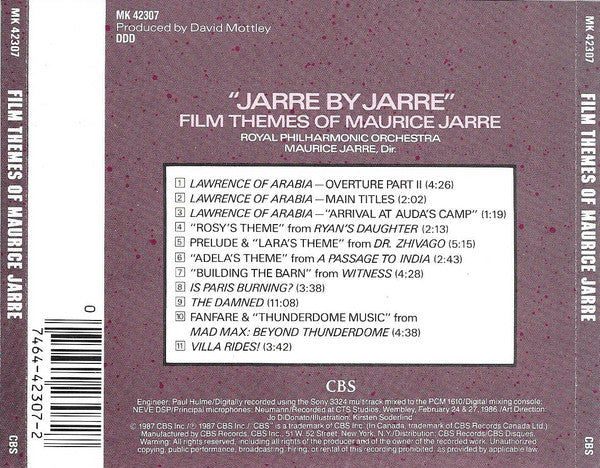 MK 42307
FILM THEMES OF MAURICE JARRE
CBS
MK 42307
Produced by David Mottley
DDD
"JARRE BY JARRE"
FILM THEMES OF MAURICE JARRE
ROYAL PHILHARMONIC ORCHESTRA
MAURICE JARRE, Dir.
1 LAWRENCE OF ARABIA—OVERTURE PART II (4:26)
2 LAWRENCE OF ARABIA—MAIN TITLES (2:02)
3 LAWRENCE OF ARABIA—"ARRIVAL AT AUDA'S CAMP" (1:19)
4 "ROSY'S THEME" from RYAN'S DAUGHTER (2:13)
5 PRELUDE & "LARA'S THEME" from DR. ZHIVAGO (5:15)
6 "ADELA'S THEME" from A PASSAGE TO INDIA (2:43)
7 "BUILDING THE BARN" from WITNESS (4:28)
8 IS PARIS BURNING? (3:38)
9 THE DAMNED (11:08)
10 FANFARE & "THUNDERDOME MUSIC" from
MAD MAX: BEYOND THUNDERDOME (4:38)
11 VILLA RIDES! (3:42)
CBS
Engineer: Paul Hulme/Digitally recorded using the Sony 3324 multitrack mixed to the PCM 1610/Digital mixing console:
NEVE DSP/Principal microphones: Neumann/Recorded at CTS Studios, Wembley, February 24 & 27, 1986/Art Direction:
Jo DiDonato/Illustration: Kirsten Soderlind
© 1987 CBS Inc./℗ 1987 CBS Inc./"CBS" is a trademark of CBS Inc. (In Canada, trademark of CBS Records Canada Ltd.)
Manufactured by CBS Records, CBS Inc., 51 W. 52 Street, New York, N.Y./CBS Records/CBS Disques.
Warning: All rights reserved, including all rights of the producer and of the owner of the recorded work. Unauthorized
copying, public performance, broadcasting, hiring, or rental of this recording prohibited, as provided by applicable law.
0
7464-42307-2
MK 42307
FILM THEMES OF MAURICE JARRE
CBS